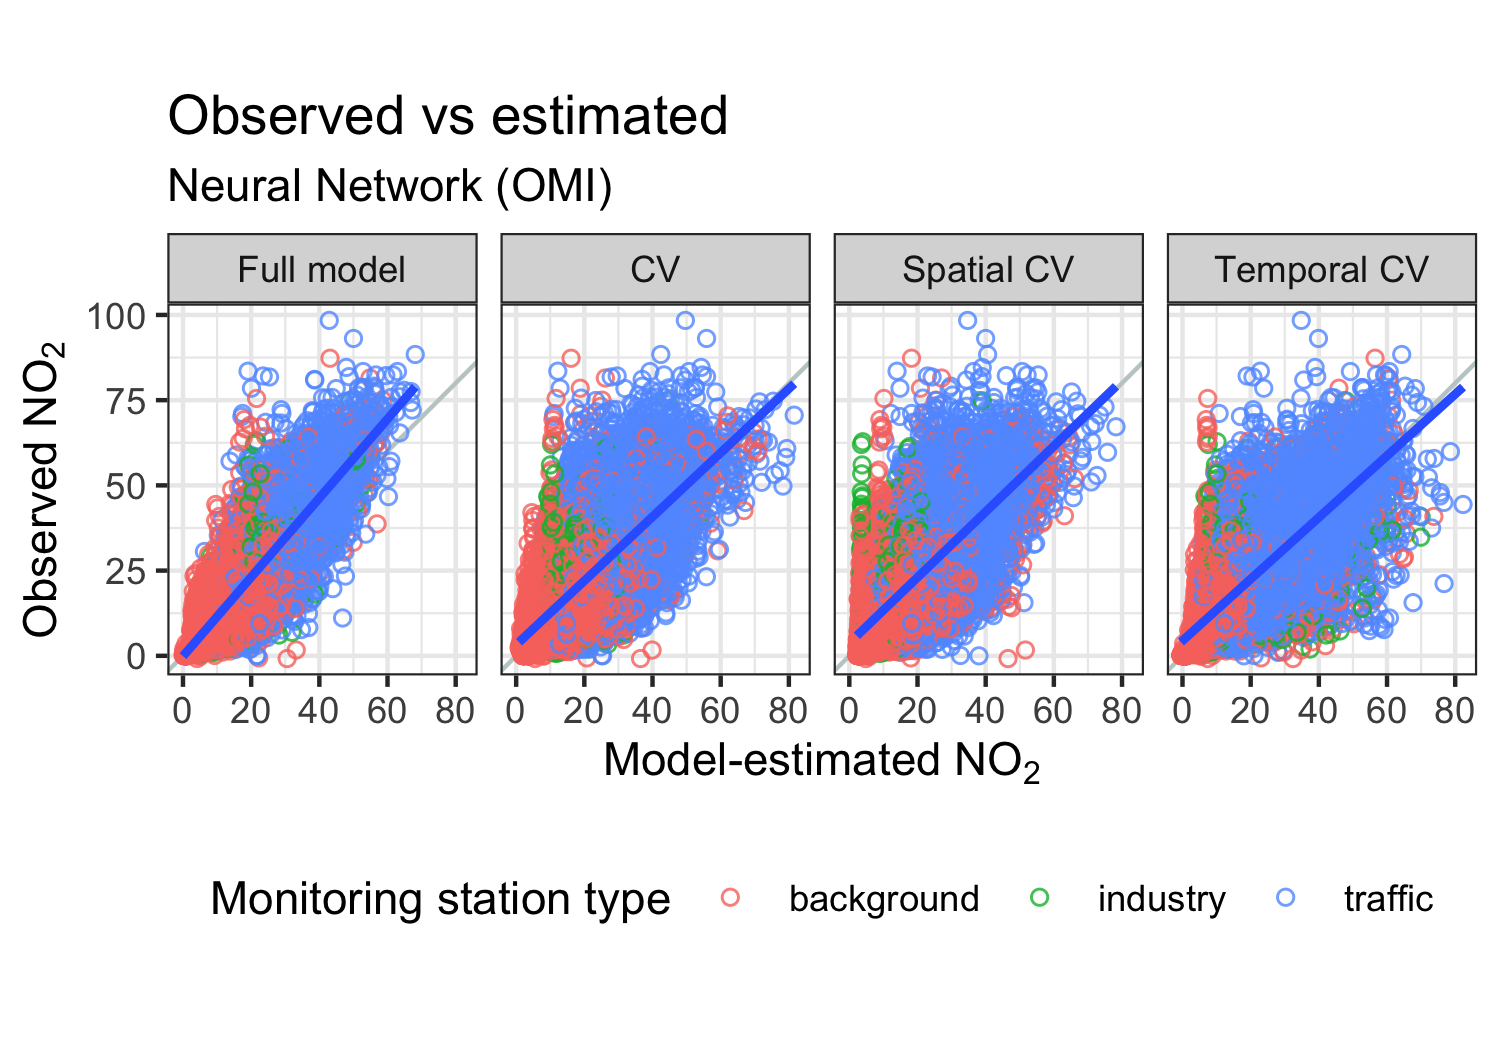 Observed vs estimated
Neural Network (OMI)
Full model CV Spatial CV Temporal CV
Observed NO₂
100
75
50
25
0
0 20 40 60 80 0 20 40 60 80 0 20 40 60 80 0 20 40 60 80
Model-estimated NO₂
Monitoring station type background industry traffic